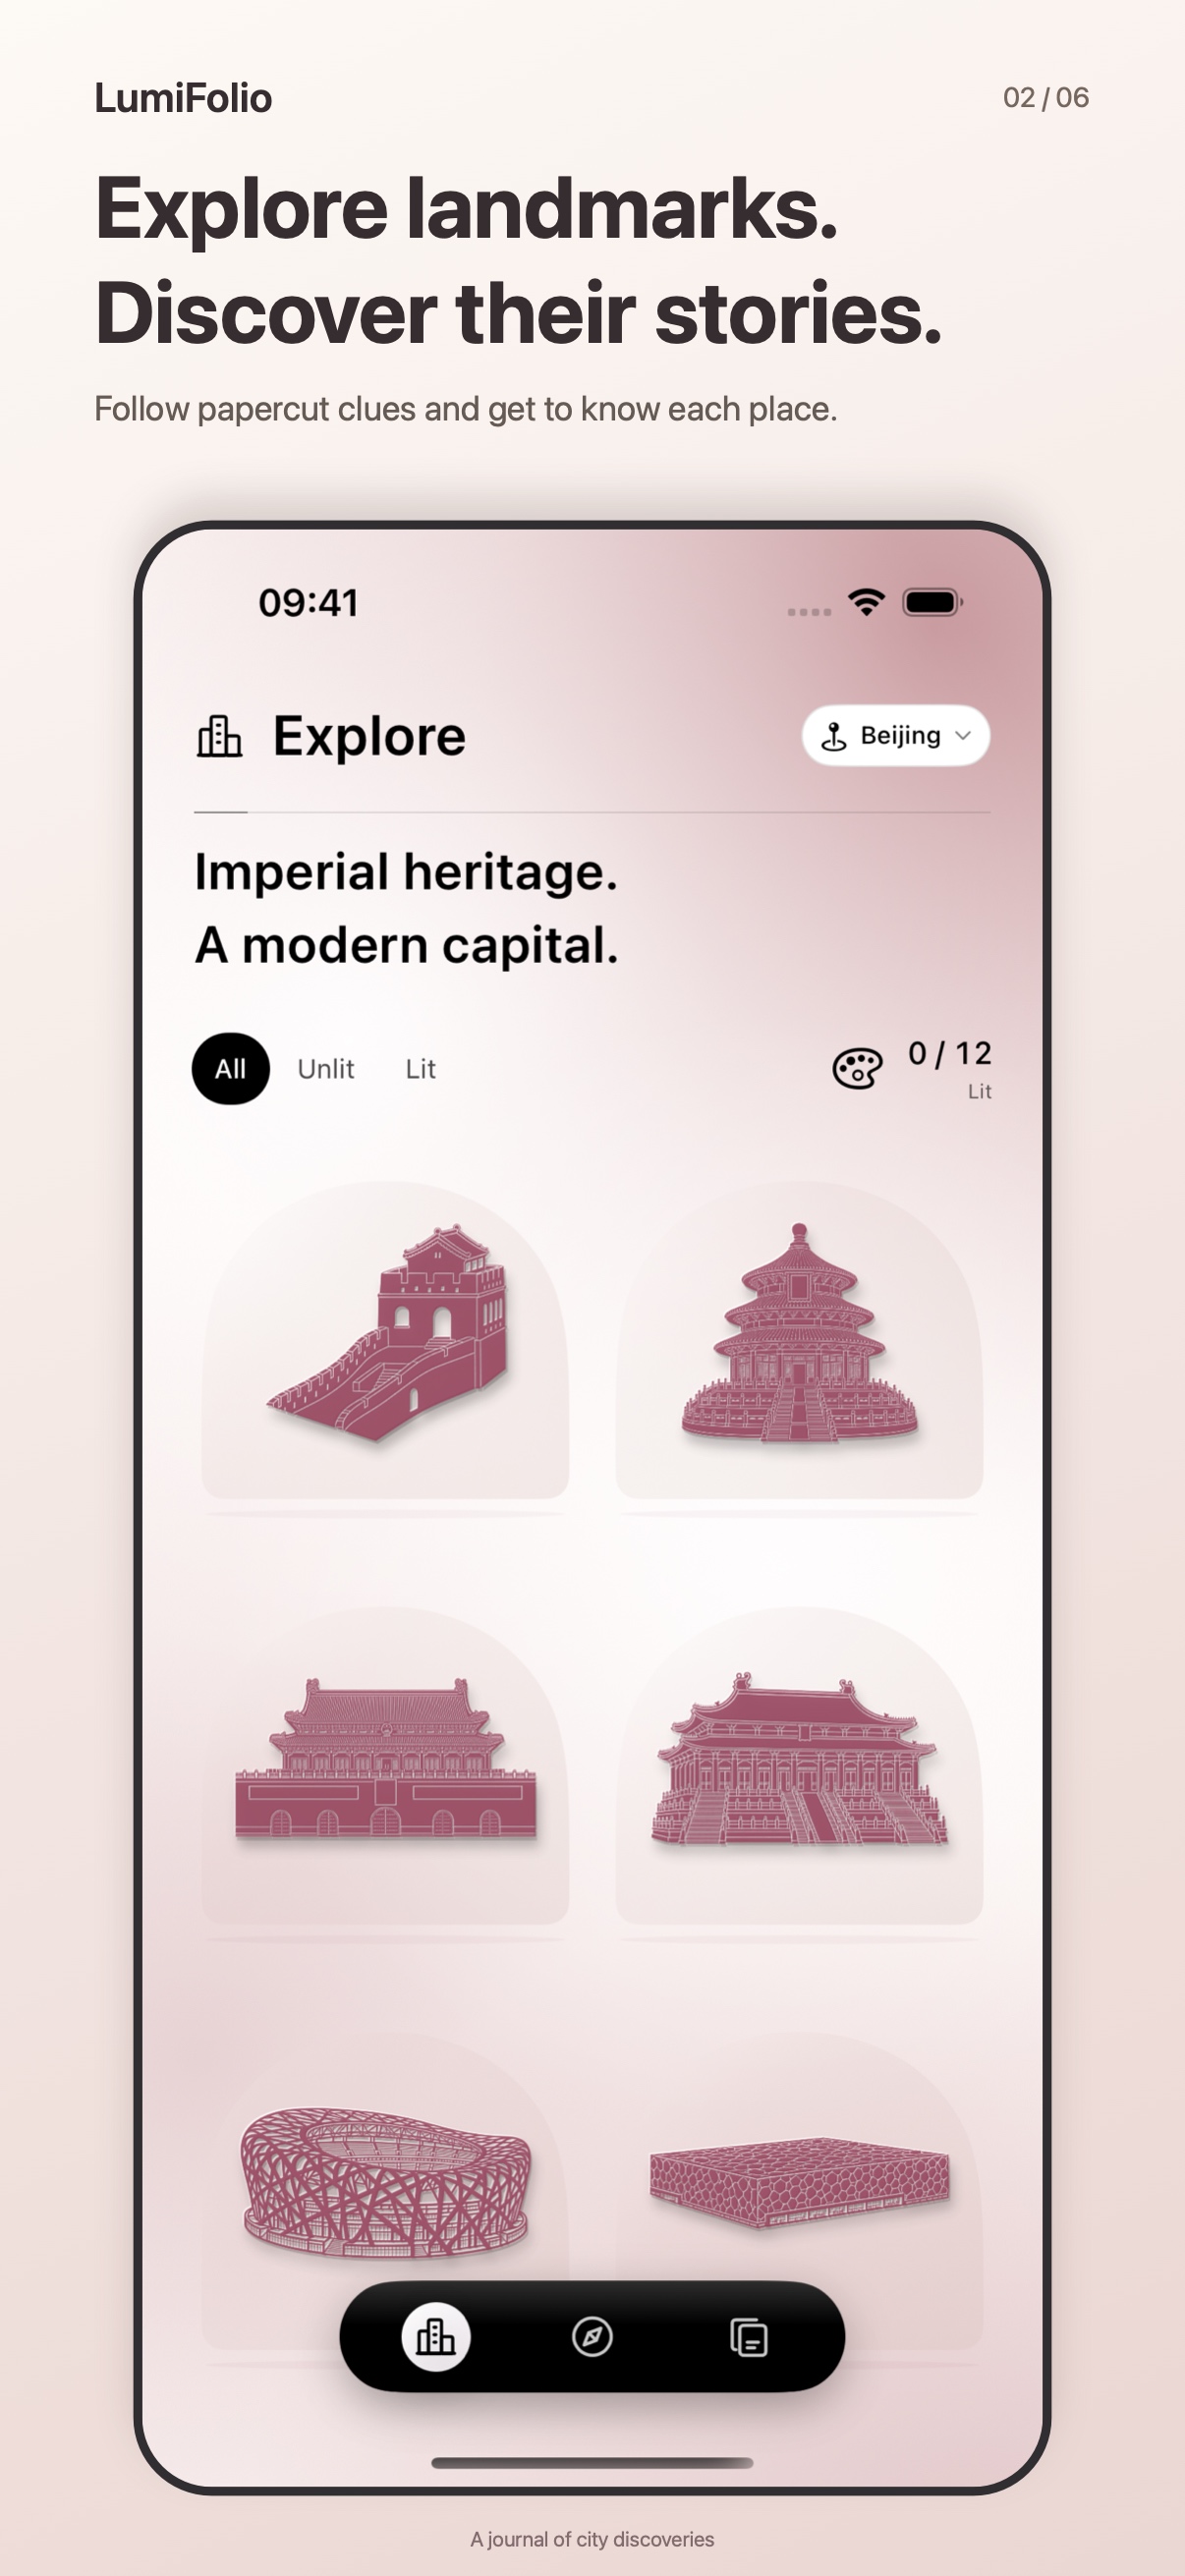 LumiFolio
02 / 06
Explore landmarks.
Discover their stories.
Follow papercut clues and get to know each place.
09:41
Explore
Beijing
Imperial heritage.
A modern capital.
All
Unlit
Lit
0 / 12
Lit
A journal of city discoveries